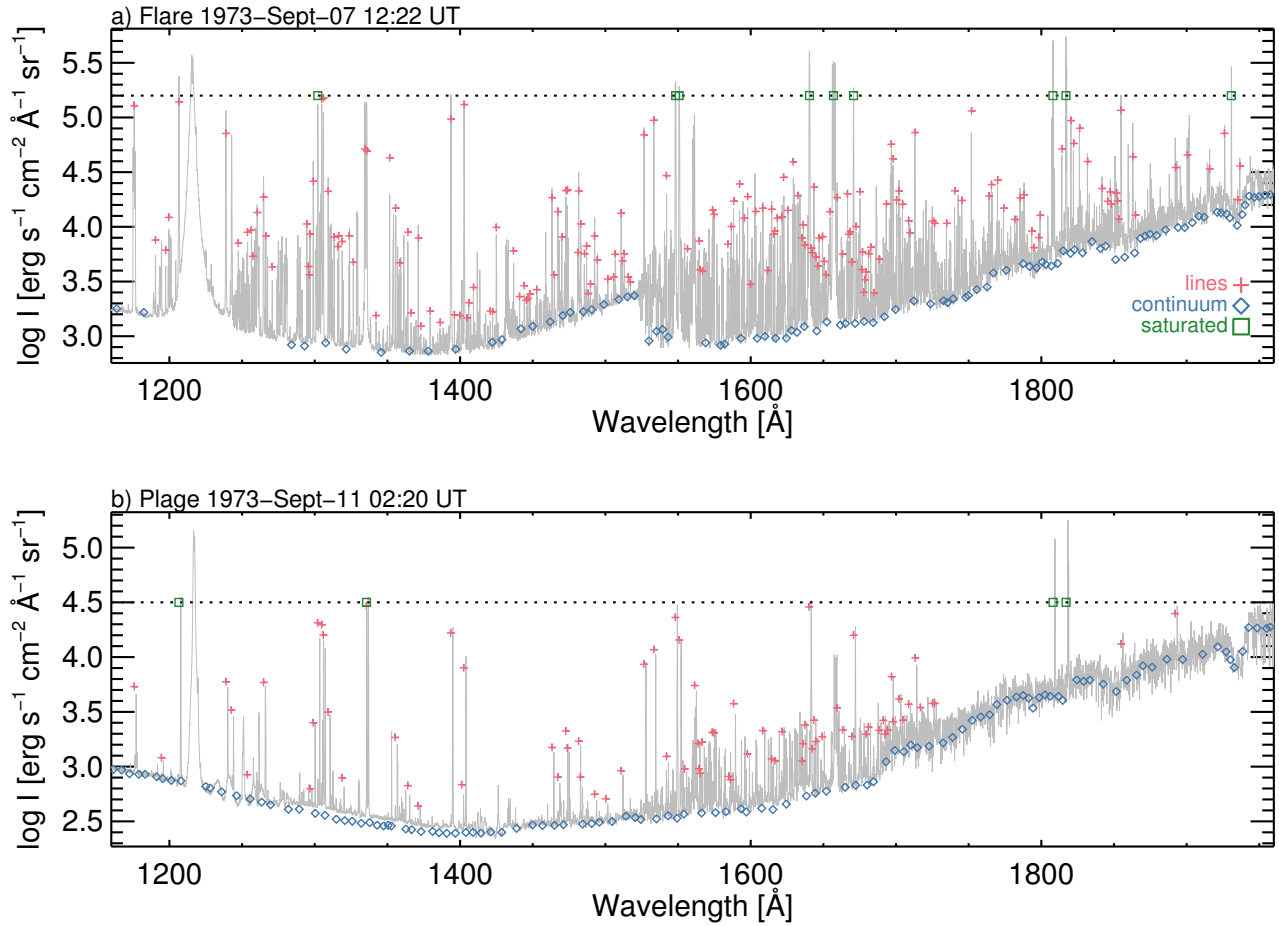 a) Flare 1973−Sept−07 12:22 UT
log I [erg s⁻¹ cm⁻² Å⁻¹ sr⁻¹]
5.5
5.0
4.5
4.0
3.5
3.0
lines
continuum
saturated
1200 1400 1600 1800
Wavelength [Å]
b) Plage 1973−Sept−11 02:20 UT
log I [erg s⁻¹ cm⁻² Å⁻¹ sr⁻¹]
5.0
4.5
4.0
3.5
3.0
2.5
1200 1400 1600 1800
Wavelength [Å]